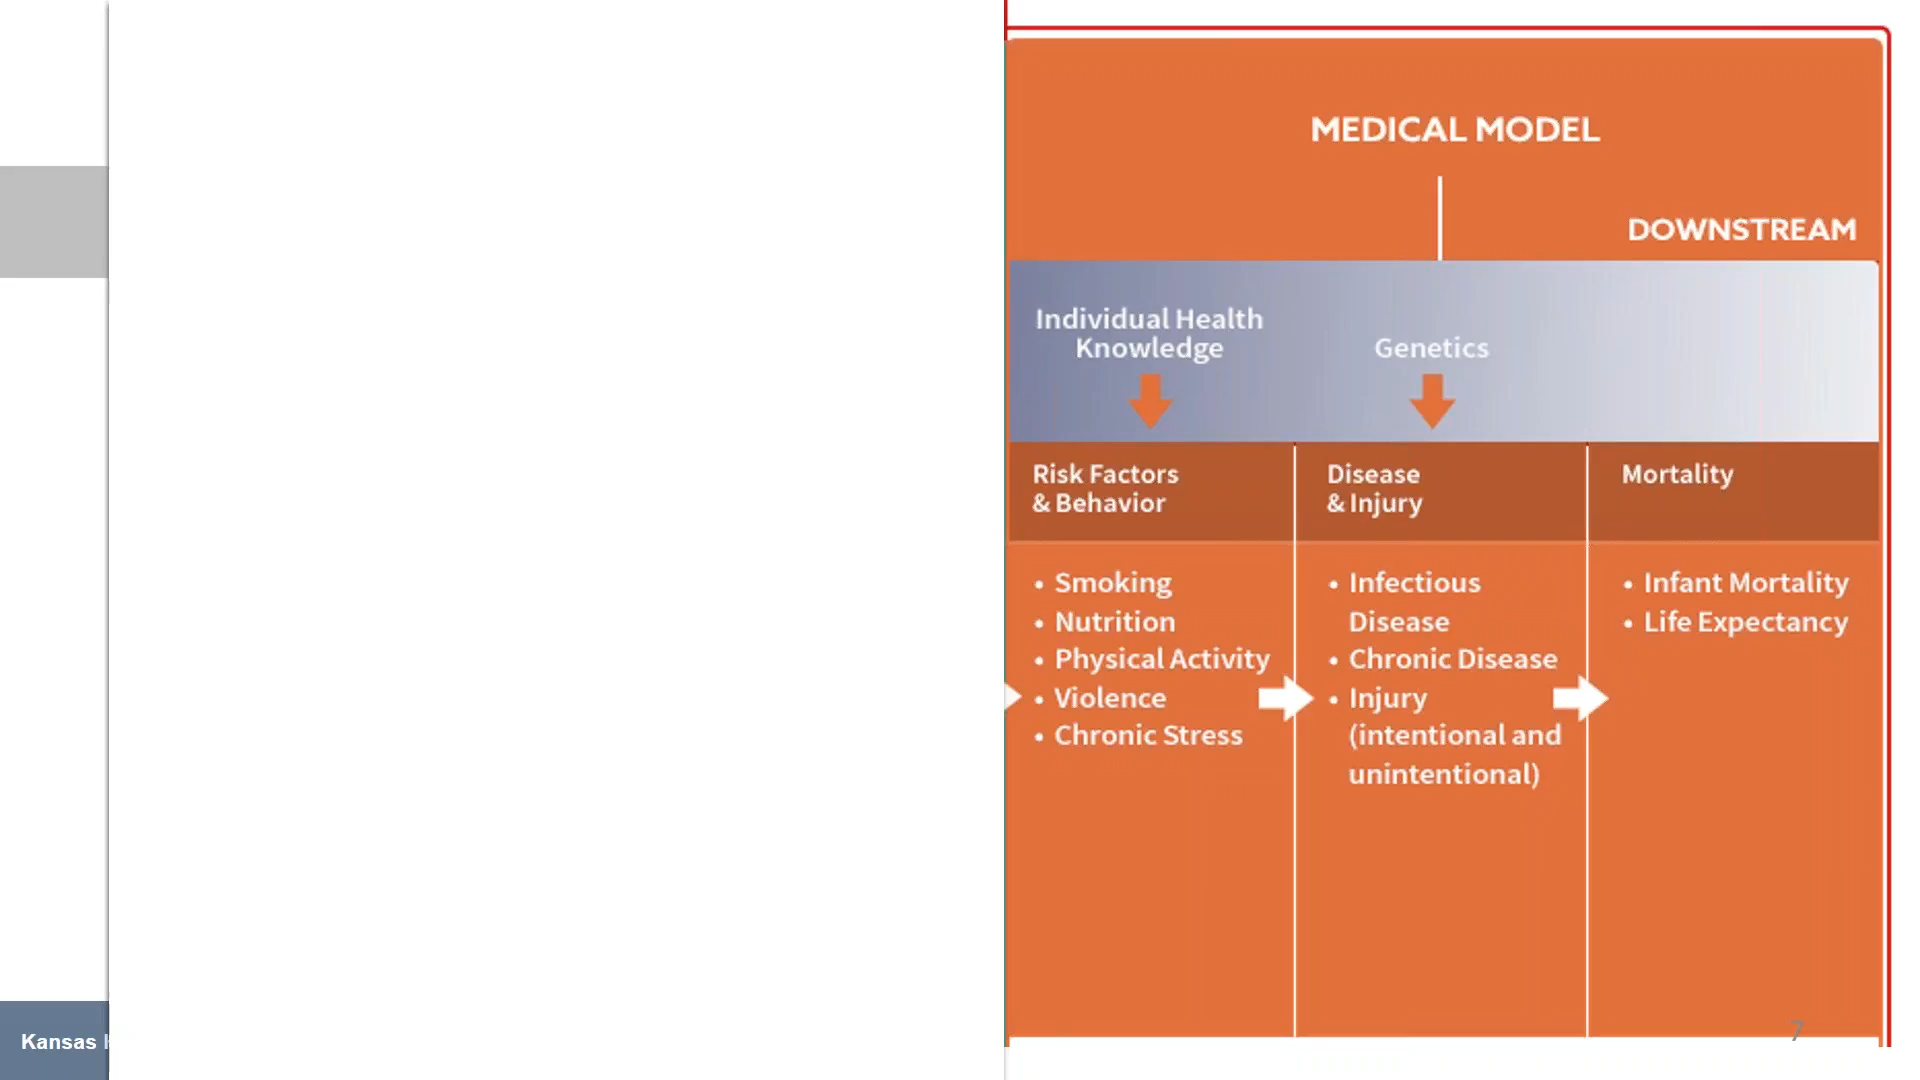 MEDICAL MODEL
DOWNSTREAM
Individual Health
Knowledge
Genetics
Risk Factors
& Behavior
Disease
& Injury
Mortality
• Smoking
• Nutrition
• Physical Activity
• Violence
• Chronic Stress
• Infectious
Disease
• Chronic Disease
• Injury
(intentional and
unintentional)
• Infant Mortality
• Life Expectancy
7
Kansas